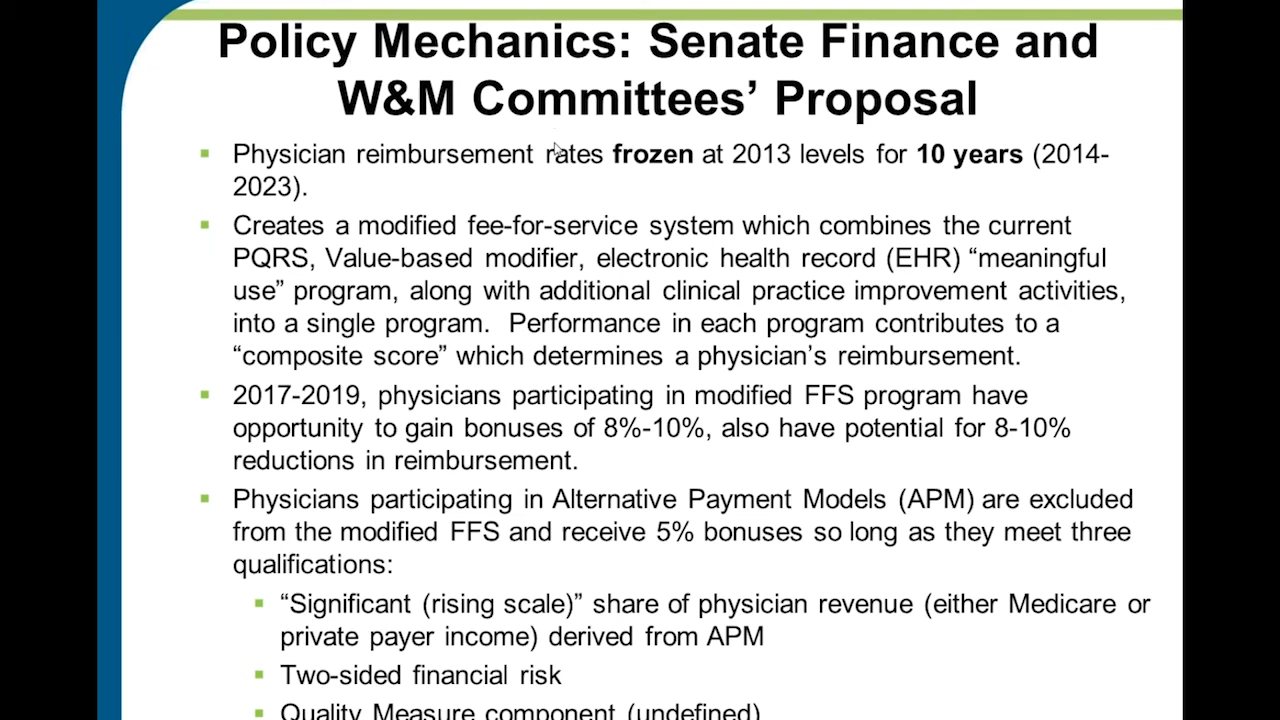 Policy Mechanics: Senate Finance and
W&M Committees’ Proposal
▪ Physician reimbursement rates frozen at 2013 levels for 10 years (2014-
2023).
▪ Creates a modified fee-for-service system which combines the current
PQRS, Value-based modifier, electronic health record (EHR) “meaningful
use” program, along with additional clinical practice improvement activities,
into a single program.  Performance in each program contributes to a
“composite score” which determines a physician’s reimbursement.
▪ 2017-2019, physicians participating in modified FFS program have
opportunity to gain bonuses of 8%-10%, also have potential for 8-10%
reductions in reimbursement.
▪ Physicians participating in Alternative Payment Models (APM) are excluded
from the modified FFS and receive 5% bonuses so long as they meet three
qualifications:
▪ “Significant (rising scale)” share of physician revenue (either Medicare or
private payer income) derived from APM
▪ Two-sided financial risk
▪ Quality Measure component (undefined)